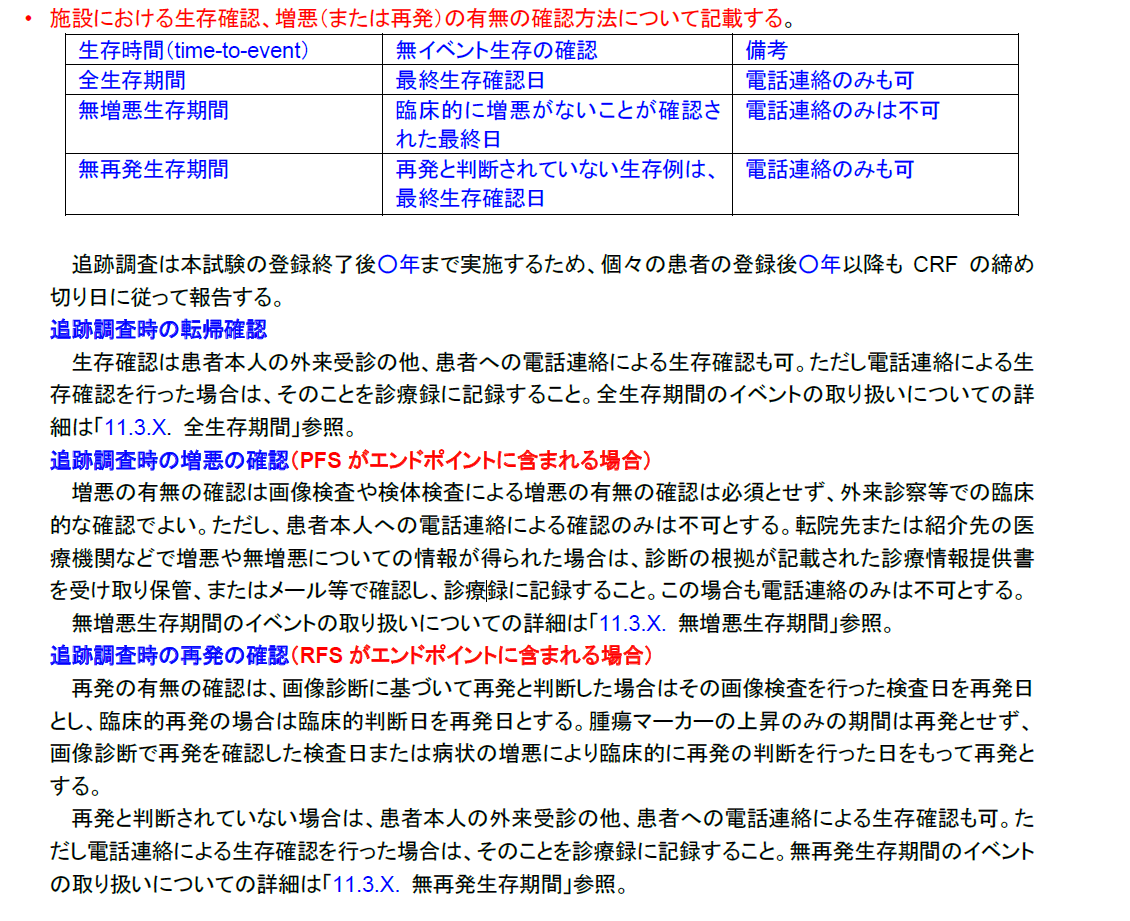 ・ 施設における生存確認、増悪（または再発）の有無の確認方法について記載する。
生存時間（time-to-event） 無イベント生存の確認 備考
全生存期間 最終生存確認日 電話連絡のみも可
無増悪生存期間 臨床的に増悪がないことが確認さ 電話連絡のみは不可
れた最終日
無再発生存期間 再発と判断されていない生存例は、 電話連絡のみも可
最終生存確認日
追跡調査は本試験の登録終了後〇年まで実施するため、個々の患者の登録後〇年以降も CRF の締め
切り日に従って報告する。
追跡調査時の転帰確認
生存確認は患者本人の外来受診の他、患者への電話連絡による生存確認も可。ただし電話連絡による生
存確認を行った場合は、そのことを診療録に記録すること。全生存期間のイベントの取り扱いについての詳
細は「11.3.X. 全生存期間」参照。
追跡調査時の増悪の確認（PFS がエンドポイントに含まれる場合）
増悪の有無の確認は画像検査や検体検査による増悪の有無の確認は必須とせず、外来診察等での臨床
的な確認でよい。ただし、患者本人への電話連絡による確認のみは不可とする。転院先または紹介先の医
療機関などで増悪や無増悪についての情報が得られた場合は、診断の根拠が記載された診療情報提供書
を受け取り保管、またはメール等で確認し、診療録に記録すること。この場合も電話連絡のみは不可とする。
無増悪生存期間のイベントの取り扱いについての詳細は「11.3.X. 無増悪生存期間」参照。
追跡調査時の再発の確認（RFS がエンドポイントに含まれる場合）
再発の有無の確認は、画像診断に基づいて再発と判断した場合はその画像検査を行った検査日を再発日
とし、臨床的再発の場合は臨床的判断日を再発日とする。腫瘍マーカーの上昇のみの期間は再発とせず、
画像診断で再発を確認した検査日または病状の増悪により臨床的に再発の判断を行った日をもって再発と
する。
再発と判断されていない場合は、患者本人の外来受診の他、患者への電話連絡による生存確認も可。た
だし電話連絡による生存確認を行った場合は、そのことを診療録に記録すること。無再発生存期間のイベント
の取り扱いについての詳細は「11.3.X. 無再発生存期間」参照。